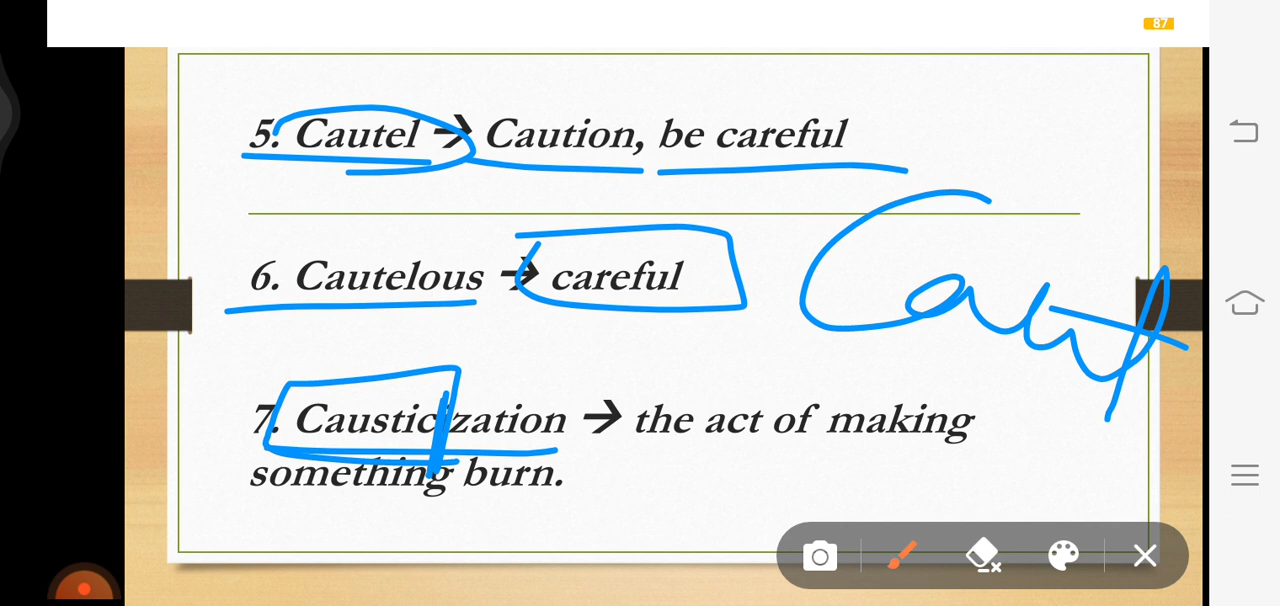 87
5. Cautel → Caution, be careful
6. Cautelous → careful
Caut
7. Causticization → the act of making
something burn.